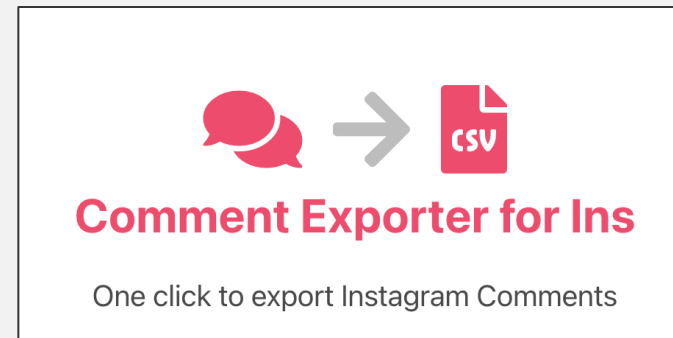 CSV
Comment Exporter for Ins
One click to export Instagram Comments